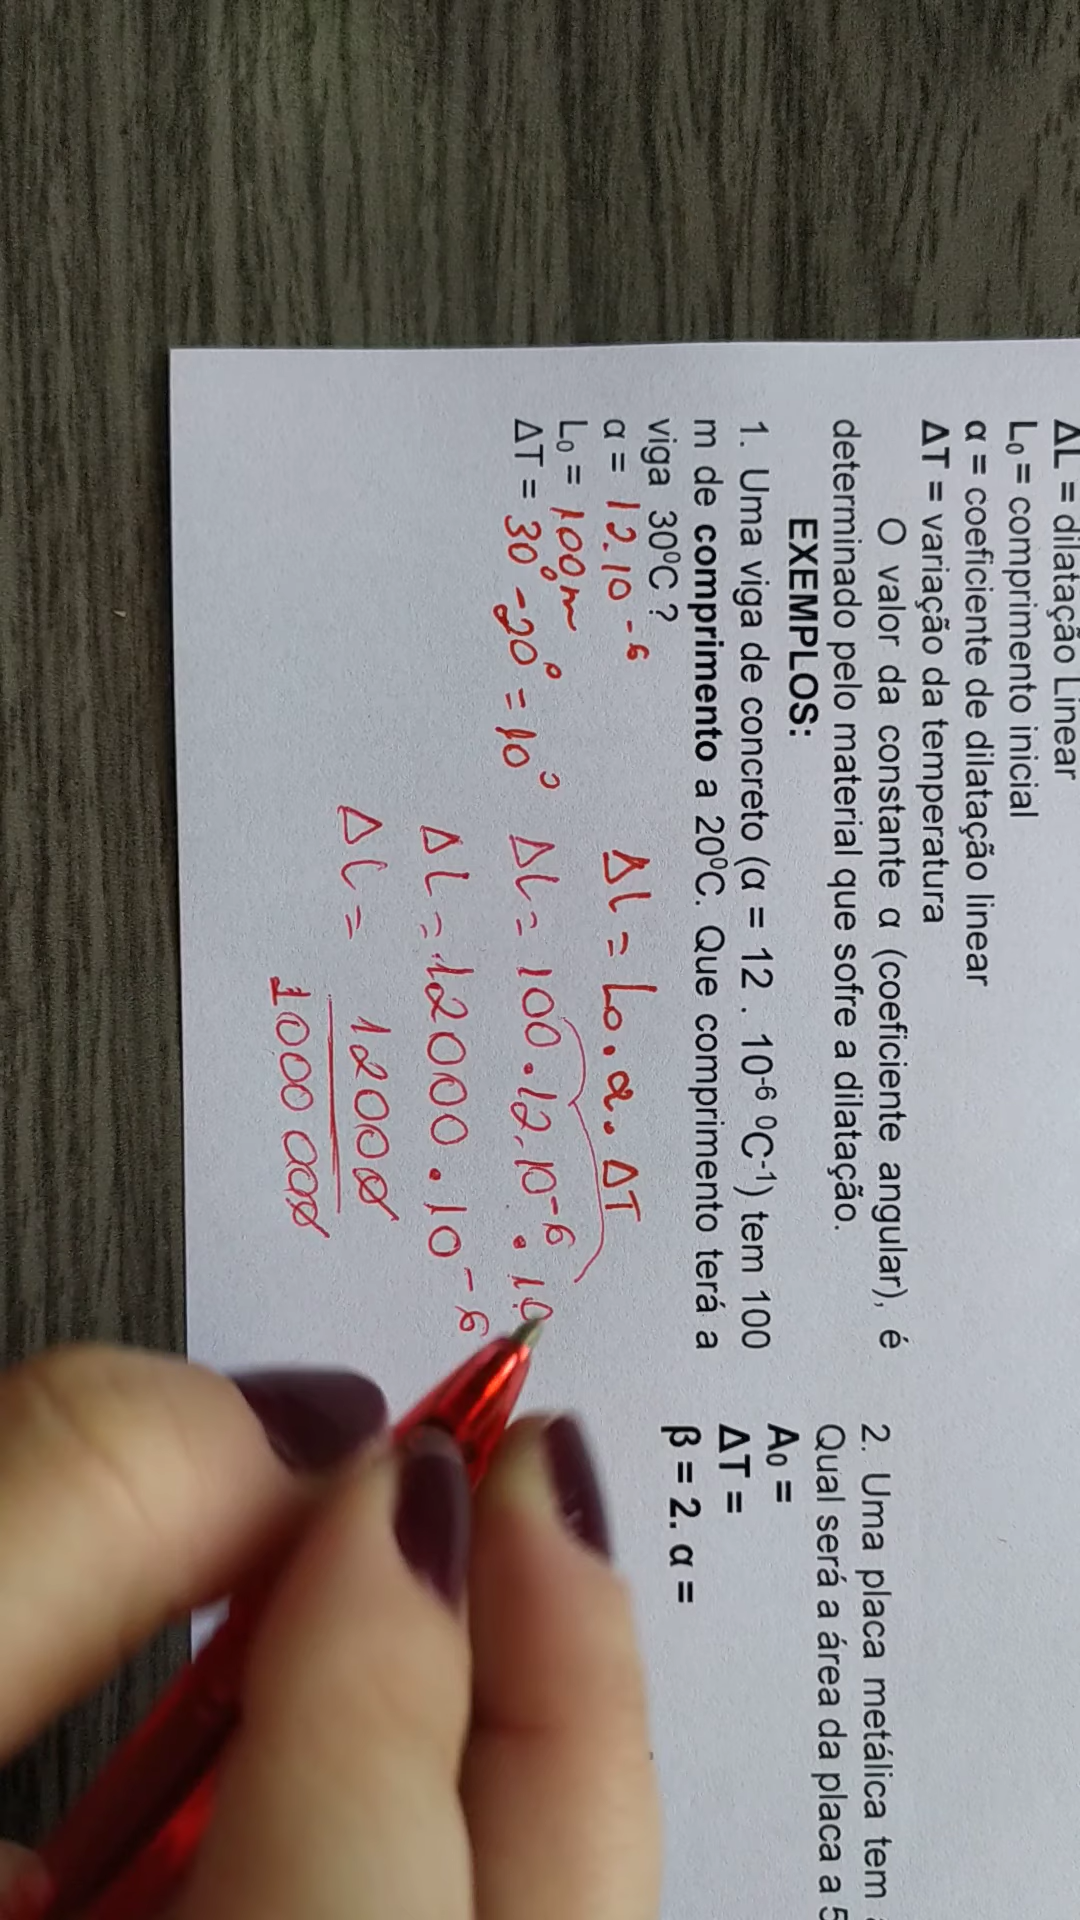 ΔL = dilatação Linear
L₀ = comprimento inicial
α = coeficiente de dilatação linear
ΔT = variação da temperatura
O valor da constante α (coeficiente angular), é
determinado pelo material que sofre a dilatação.
EXEMPLOS:
1. Uma viga de concreto (α = 12 . 10⁻⁶ ⁰C⁻¹) tem 100
m de comprimento a 20⁰C. Que comprimento terá a
viga 30⁰C ?
α = 12.10⁻⁶
L₀ = 100m
ΔT = 30° - 20° = 10°
ΔL = Lo . α . ΔT
ΔL = 100 . 12 . 10⁻⁶ . 10
ΔL = 12000 . 10⁻⁶
ΔL = 12000
1000 000
2. Uma placa metálica tem
Qual será a área da placa a 5
A₀ =
ΔT =
β = 2. α =